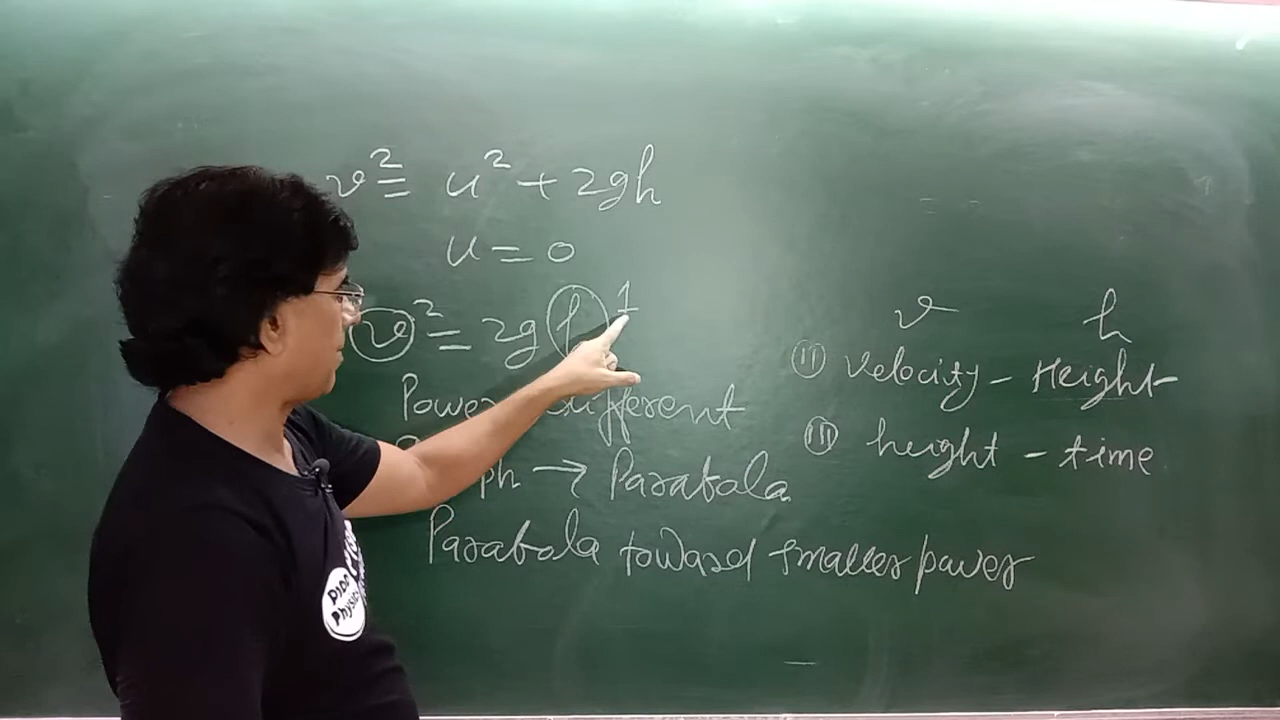 v² = u² + 2gh
u = 0
v² = 2g h¹
Power different
ph → Parabola
Parabola toward smaller power
v h
(II) Velocity - Height
(III) height - time
Physics